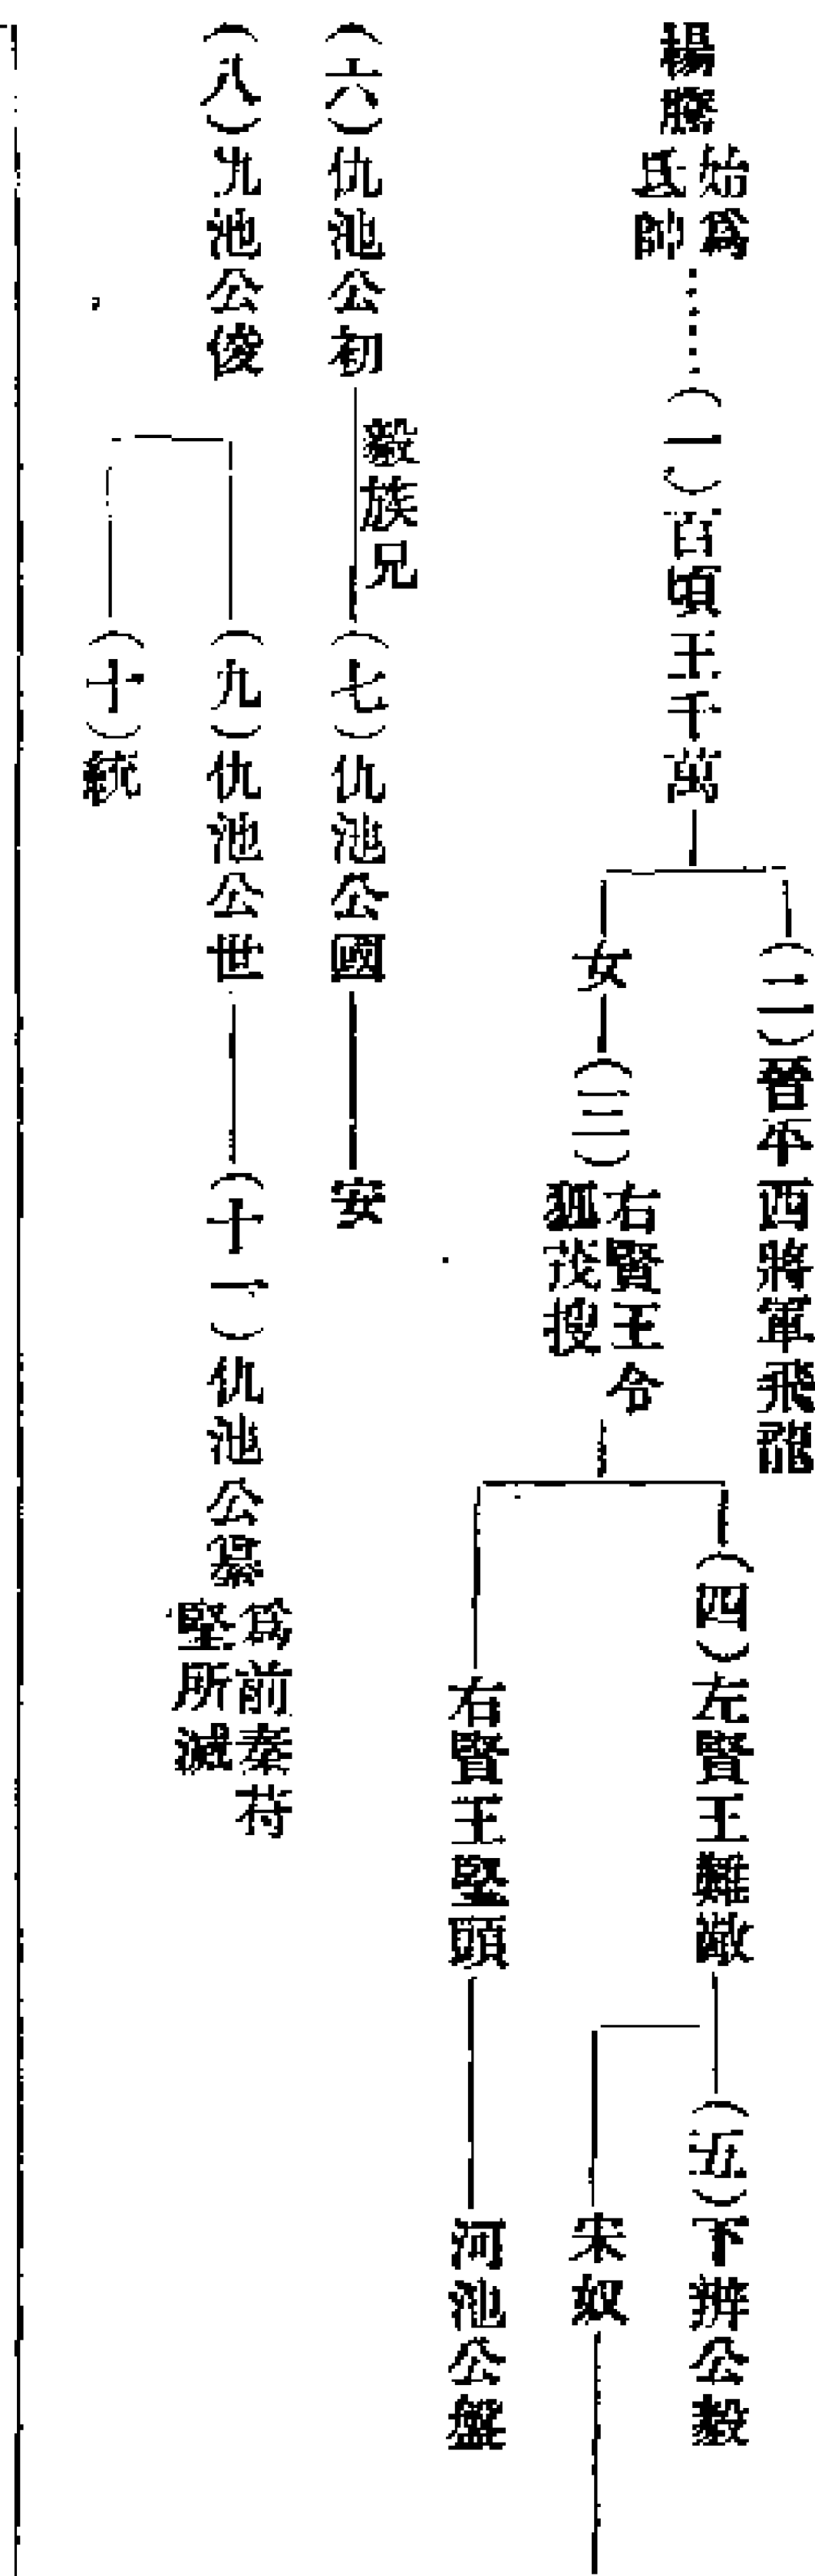 楊騰始爲氐帥……(一)百頃王千萬
(二)晉平西將軍飛龍
女
(三)右賢王令狐茂搜
(四)左賢王難敵
右賢王堅頭
(五)下辨公毅
宋奴
河池公盤
(六)仇池公初
毅族兄
(七)仇池公國
安
(八)仇池公俊
(九)仇池公世
(十)統
(十一)仇池公纂爲前秦苻堅所滅